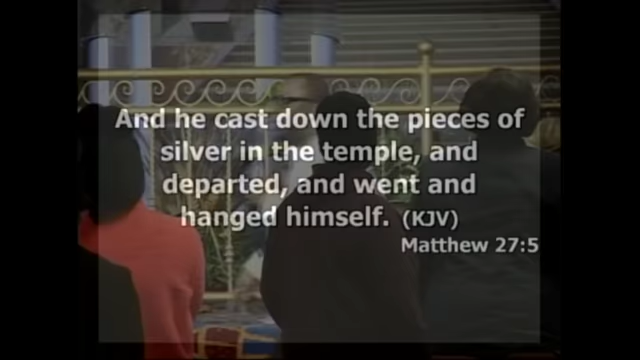 And he cast down the pieces of
silver in the temple, and
departed, and went and
hanged himself. (KJV)
Matthew 27:5